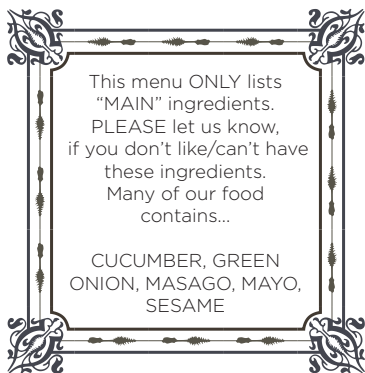 This menu ONLY lists
“MAIN” ingredients.
PLEASE let us know,
if you don’t like/can’t have
these ingredients.
Many of our food
contains...
CUCUMBER, GREEN
ONION, MASAGO, MAYO,
SESAME